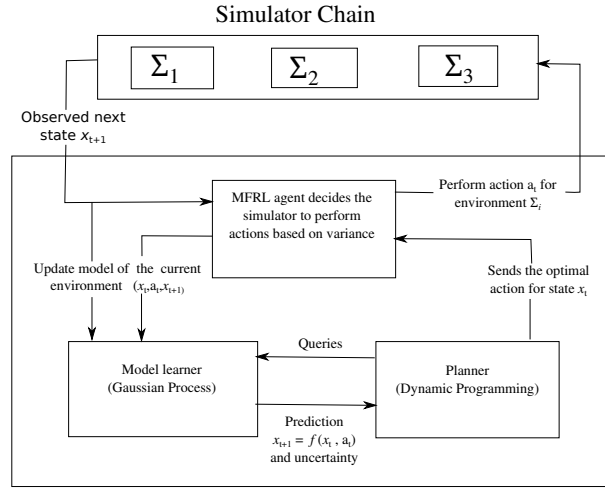 Simulator Chain
Σ1
Σ2
Σ3
Observed next
state xt+1
MFRL agent decides the
simulator to perform
actions based on variance
Perform action at for
environment Σi
Update model of the current
environment (xt,at,xt+1)
Sends the optimal
action for state xt
Queries
Model learner
(Gaussian Process)
Planner
(Dynamic Programming)
Prediction
xt+1 = f(xt , at)
and uncertainty